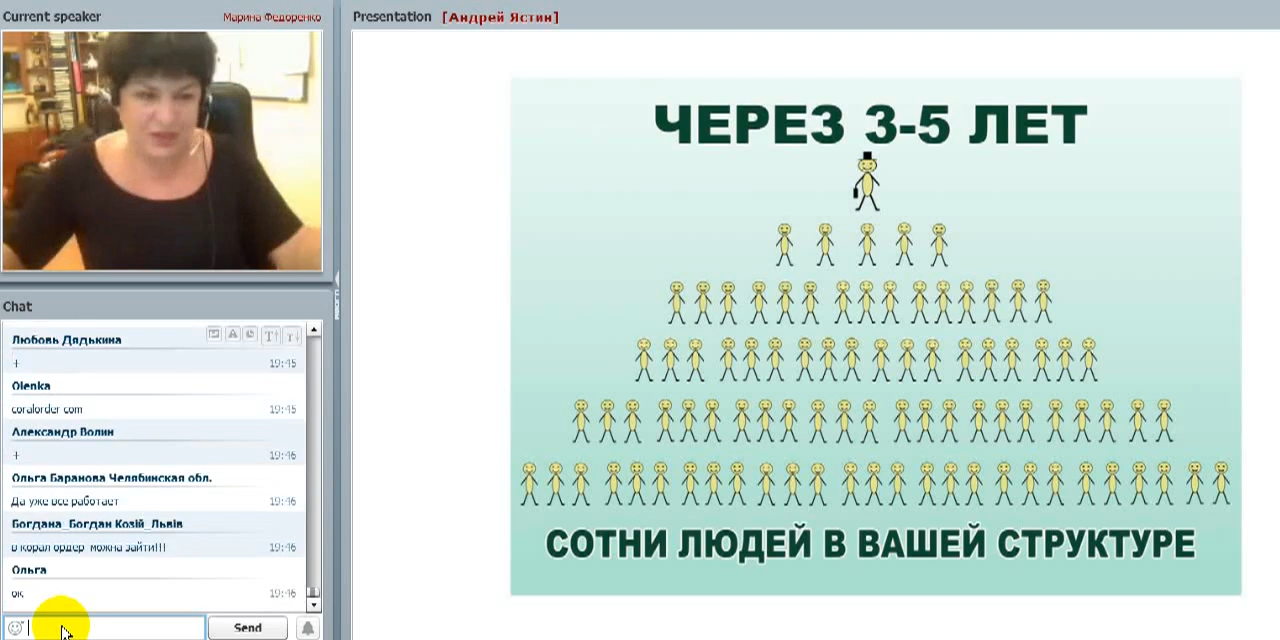 Current speaker
Марина Федоренко
Presentation [Андрей Ястин]
ЧЕРЕЗ 3-5 ЛЕТ
СОТНИ ЛЮДЕЙ В ВАШЕЙ СТРУКТУРЕ
Chat
Любовь Дядькина
+ 19:45
Olenka
coralorder com 19:45
Александр Волин
+ 19:46
Ольга Баранова Челябинская обл.
Да уже все работает 19:46
Богдана_Богдан Козій_Львів
в корал ордер можна зайти!!! 19:46
Ольга
ок 19:46
Send